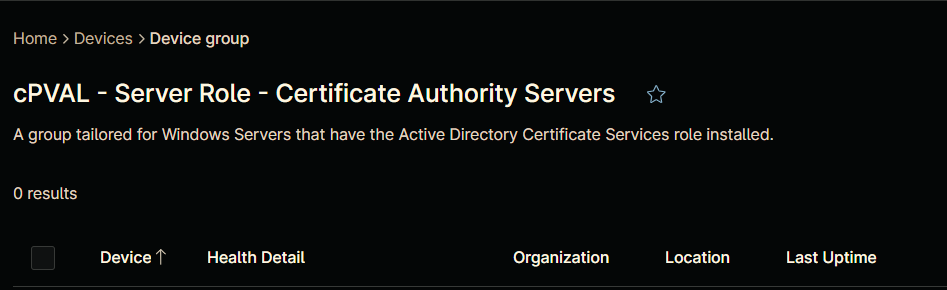 Home > Devices > Device group
cPVAL - Server Role - Certificate Authority Servers
A group tailored for Windows Servers that have the Active Directory Certificate Services role installed.
0 results
Device↑ Health Detail Organization Location Last Uptime